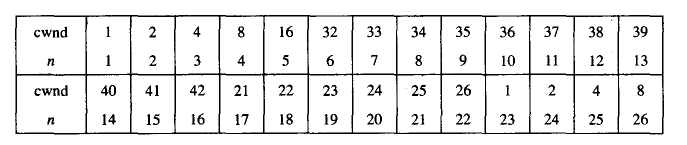 cwnd 1 2 4 8 16 32 33 34 35 36 37 38 39
n 1 2 3 4 5 6 7 8 9 10 11 12 13
cwnd 40 41 42 21 22 23 24 25 26 1 2 4 8
n 14 15 16 17 18 19 20 21 22 23 24 25 26